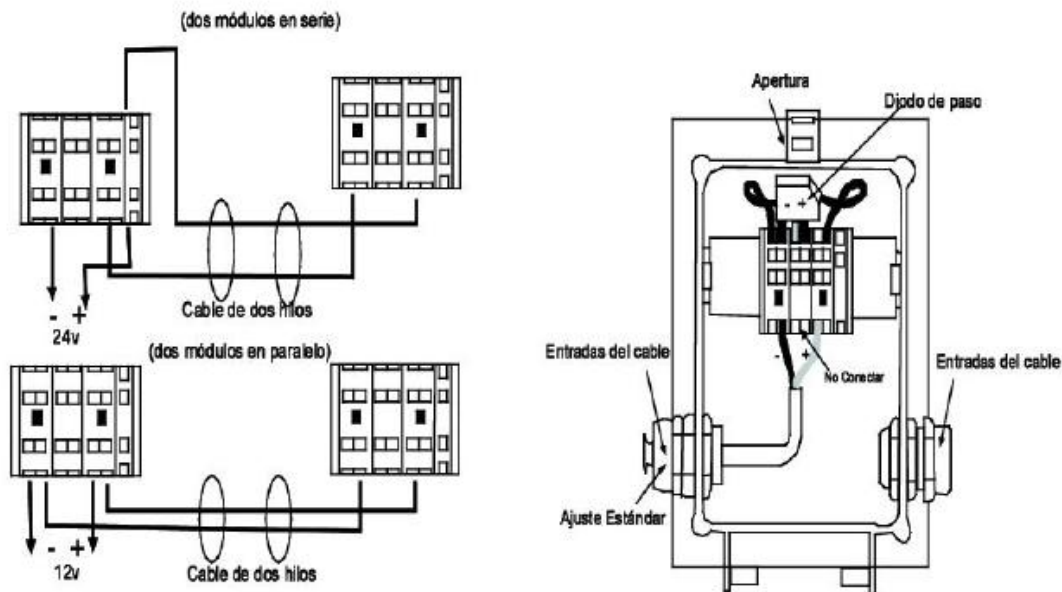 (dos módulos en serie)
- +
24v
Cable de dos hilos
(dos módulos en paralelo)
- +
12v
Cable de dos hilos
Apertura
Diodo de paso
- +
Entradas del cable
- +
No Conectar
Entradas del cable
Ajuste Estándar